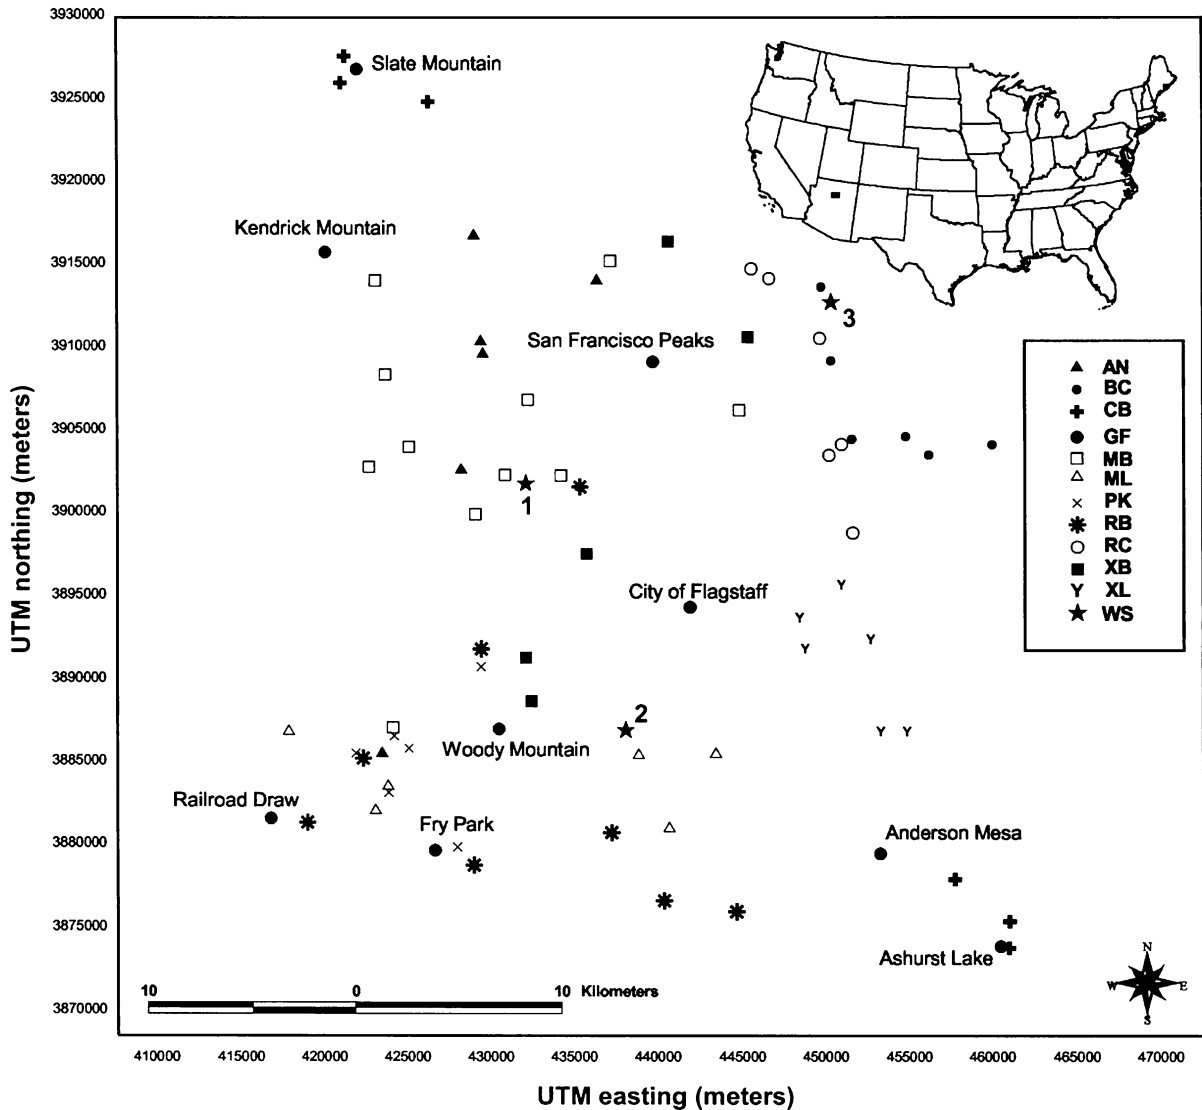 3930000
Slate Mountain
3925000
3920000
Kendrick Mountain
3915000
3
3910000
San Francisco Peaks
AN
BC
CB
GF
MB
ML
PK
RB
RC
XB
XL
WS
3905000
1
3900000
3895000
City of Flagstaff
3890000
2
Woody Mountain
3885000
Railroad Draw
Fry Park
3880000
Anderson Mesa
3875000
Ashurst Lake
N
W E
S
10 0 10 Kilometers
3870000
410000 415000 420000 425000 430000 435000 440000 445000 450000 455000 460000 465000 470000
UTM easting (meters)
UTM northing (meters)